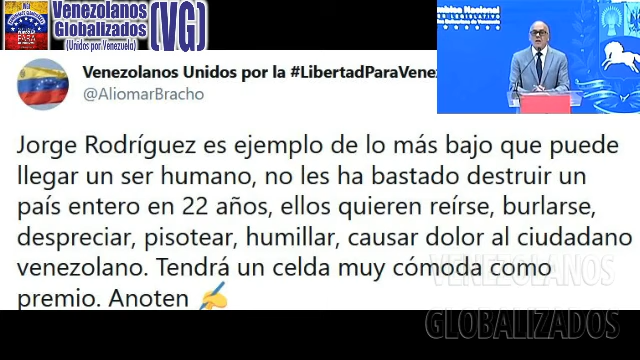 Venezolanos
Globalizados
(Unidos por Venezuela)
(VG)
Asamblea Nacional
Venezolanos Unidos por la #LibertadParaVenez
@AliomarBracho
Jorge Rodríguez es ejemplo de lo más bajo que puede
llegar un ser humano, no les ha bastado destruir un
país entero en 22 años, ellos quieren reírse, burlarse,
despreciar, pisotear, humillar, causar dolor al ciudadano
venezolano. Tendrá un celda muy cómoda como
premio. Anoten ✍
VENEZOLANOS
GLOBALIZADOS